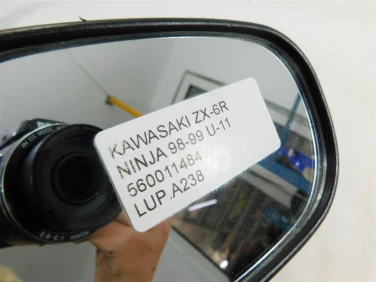 KAWASAKI ZX-6R
NINJA 98-99 U-11
560011484
LUP.A238